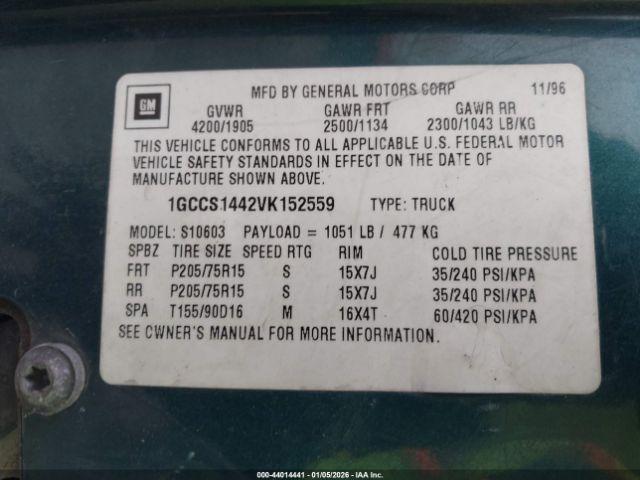 MFD BY GENERAL MOTORS CORP 11/96
GM
GVWR GAWR FRT GAWR RR
4200/1905 2500/1134 2300/1043 LB/KG
THIS VEHICLE CONFORMS TO ALL APPLICABLE U.S. FEDERAL MOTOR
VEHICLE SAFETY STANDARDS IN EFFECT ON THE DATE OF
MANUFACTURE SHOWN ABOVE.
1GCCS1442VK152559 TYPE: TRUCK
MODEL: S10603 PAYLOAD = 1051 LB/ 477 KG
SPBZ TIRE SIZE SPEED RTG RIM COLD TIRE PRESSURE
FRT P205/75R15 S 15X7J 35/240 PSI/KPA
RR P205/75R15 S 15X7J 35/240 PSI/KPA
SPA T155/90D16 M 16X4T 60/420 PSI/KPA
SEE OWNER'S MANUAL FOR MORE INFORMATION.
000-44014441 - 01/05/2026 - IAA Inc.